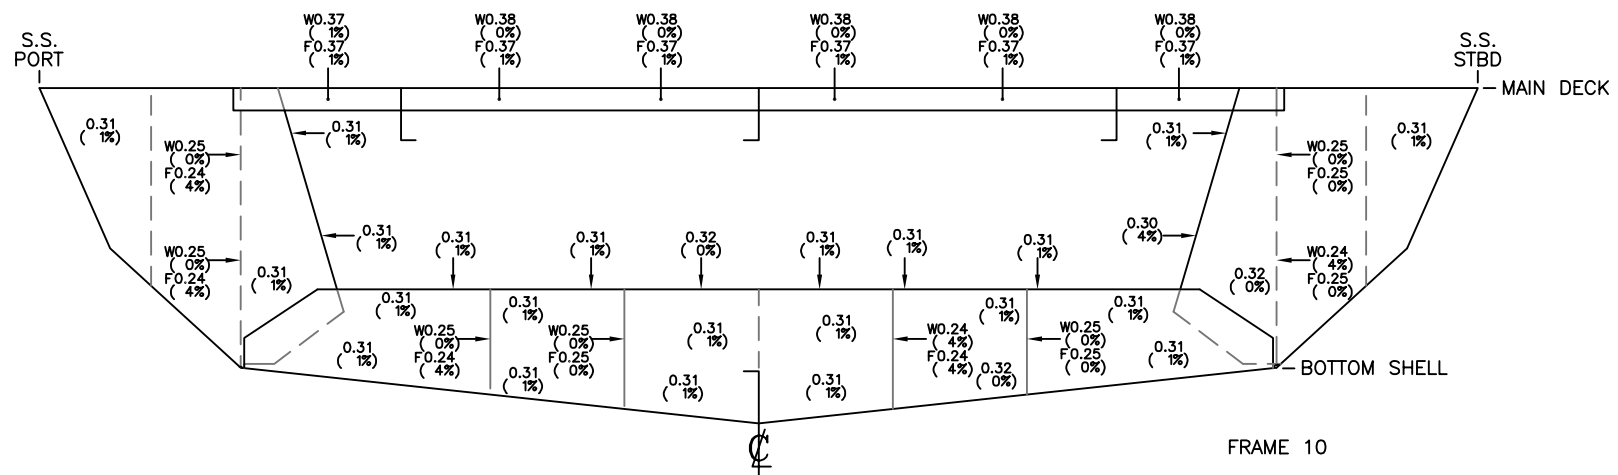 W0.37
( 1%)
F0.37
( 1%)
W0.38
( 0%)
F0.37
( 1%)
W0.38
( 0%)
F0.37
( 1%)
W0.38
( 0%)
F0.37
( 1%)
W0.38
( 0%)
F0.37
( 1%)
W0.38
( 0%)
F0.37
( 1%)
S.S.
PORT
S.S.
STBD
MAIN DECK
0.31
( 1%)
W0.25
( 0%)
F0.24
( 4%)
0.31
( 1%)
0.31
( 1%)
W0.25
( 0%)
F0.25
( 0%)
0.31
( 1%)
W0.25
( 0%)
F0.24
( 4%)
0.31
( 1%)
0.31
( 1%)
0.31
( 1%)
0.31
( 1%)
0.32
( 0%)
0.31
( 1%)
0.31
( 1%)
0.31
( 1%)
0.30
( 4%)
0.32
( 0%)
W0.24
( 4%)
F0.25
( 0%)
0.31
( 1%)
0.31
( 1%)
0.31
( 1%)
0.31
( 1%)
0.31
( 1%)
0.31
( 1%)
0.31
( 1%)
W0.25
( 0%)
F0.24
( 4%)
W0.25
( 0%)
F0.25
( 0%)
W0.24
( 4%)
F0.24
( 4%)
W0.25
( 0%)
F0.25
( 0%)
0.31
( 1%)
0.31
( 1%)
0.31
( 1%)
0.31
( 1%)
0.32
( 0%)
BOTTOM SHELL
℄
FRAME 10